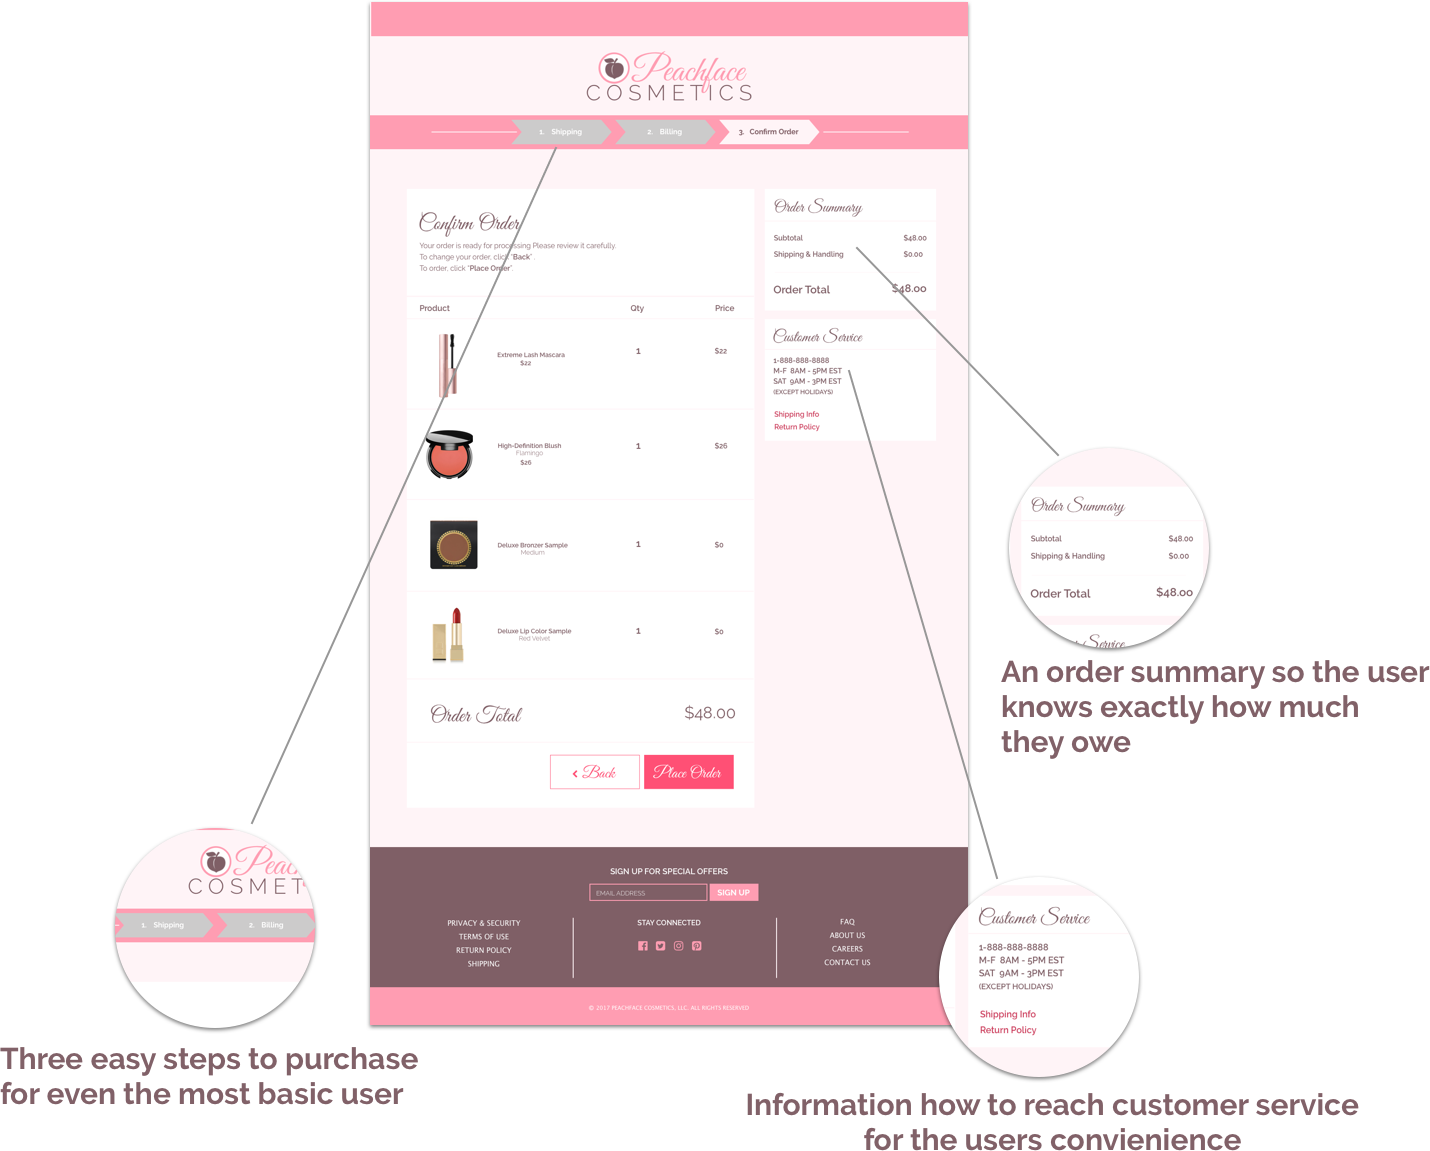 Peachface
COSMETICS
1. Shipping
2. Billing
3. Confirm Order
Confirm Order
Your order is ready for processing Please review it carefully.
To change your order, click "Back" .
To order, click "Place Order".
Product Qty Price
Extreme Lash Mascara
$22
1
$22
High-Definition Blush
Flamingo
$26
1
$26
Deluxe Bronzer Sample
Medium
1
$0
Deluxe Lip Color Sample
Red Velvet
1
$0
Order Total $48.00
Back
Place Order
Order Summary
Subtotal $48.00
Shipping & Handling $0.00
Order Total $48.00
Customer Service
1-888-888-8888
M-F 8AM - 5PM EST
SAT 9AM - 3PM EST
(EXCEPT HOLIDAYS)
Shipping Info
Return Policy
SIGN UP FOR SPECIAL OFFERS
EMAIL ADDRESS
SIGN UP
PRIVACY & SECURITY
TERMS OF USE
RETURN POLICY
SHIPPING
STAY CONNECTED
FAQ
ABOUT US
CAREERS
CONTACT US
© 2017 PEACHFACE COSMETICS, LLC. ALL RIGHTS RESERVED
Order Summary
Subtotal $48.00
Shipping & Handling $0.00
Order Total $48.00
Service
An order summary so the user
knows exactly how much
they owe
Peac
COSMET
1. Shipping
2. Billing
Three easy steps to purchase
for even the most basic user
Customer Service
1-888-888-8888
M-F 8AM - 5PM EST
SAT 9AM - 3PM EST
(EXCEPT HOLIDAYS)
Shipping Info
Return Policy
Information how to reach customer service
for the users convienience